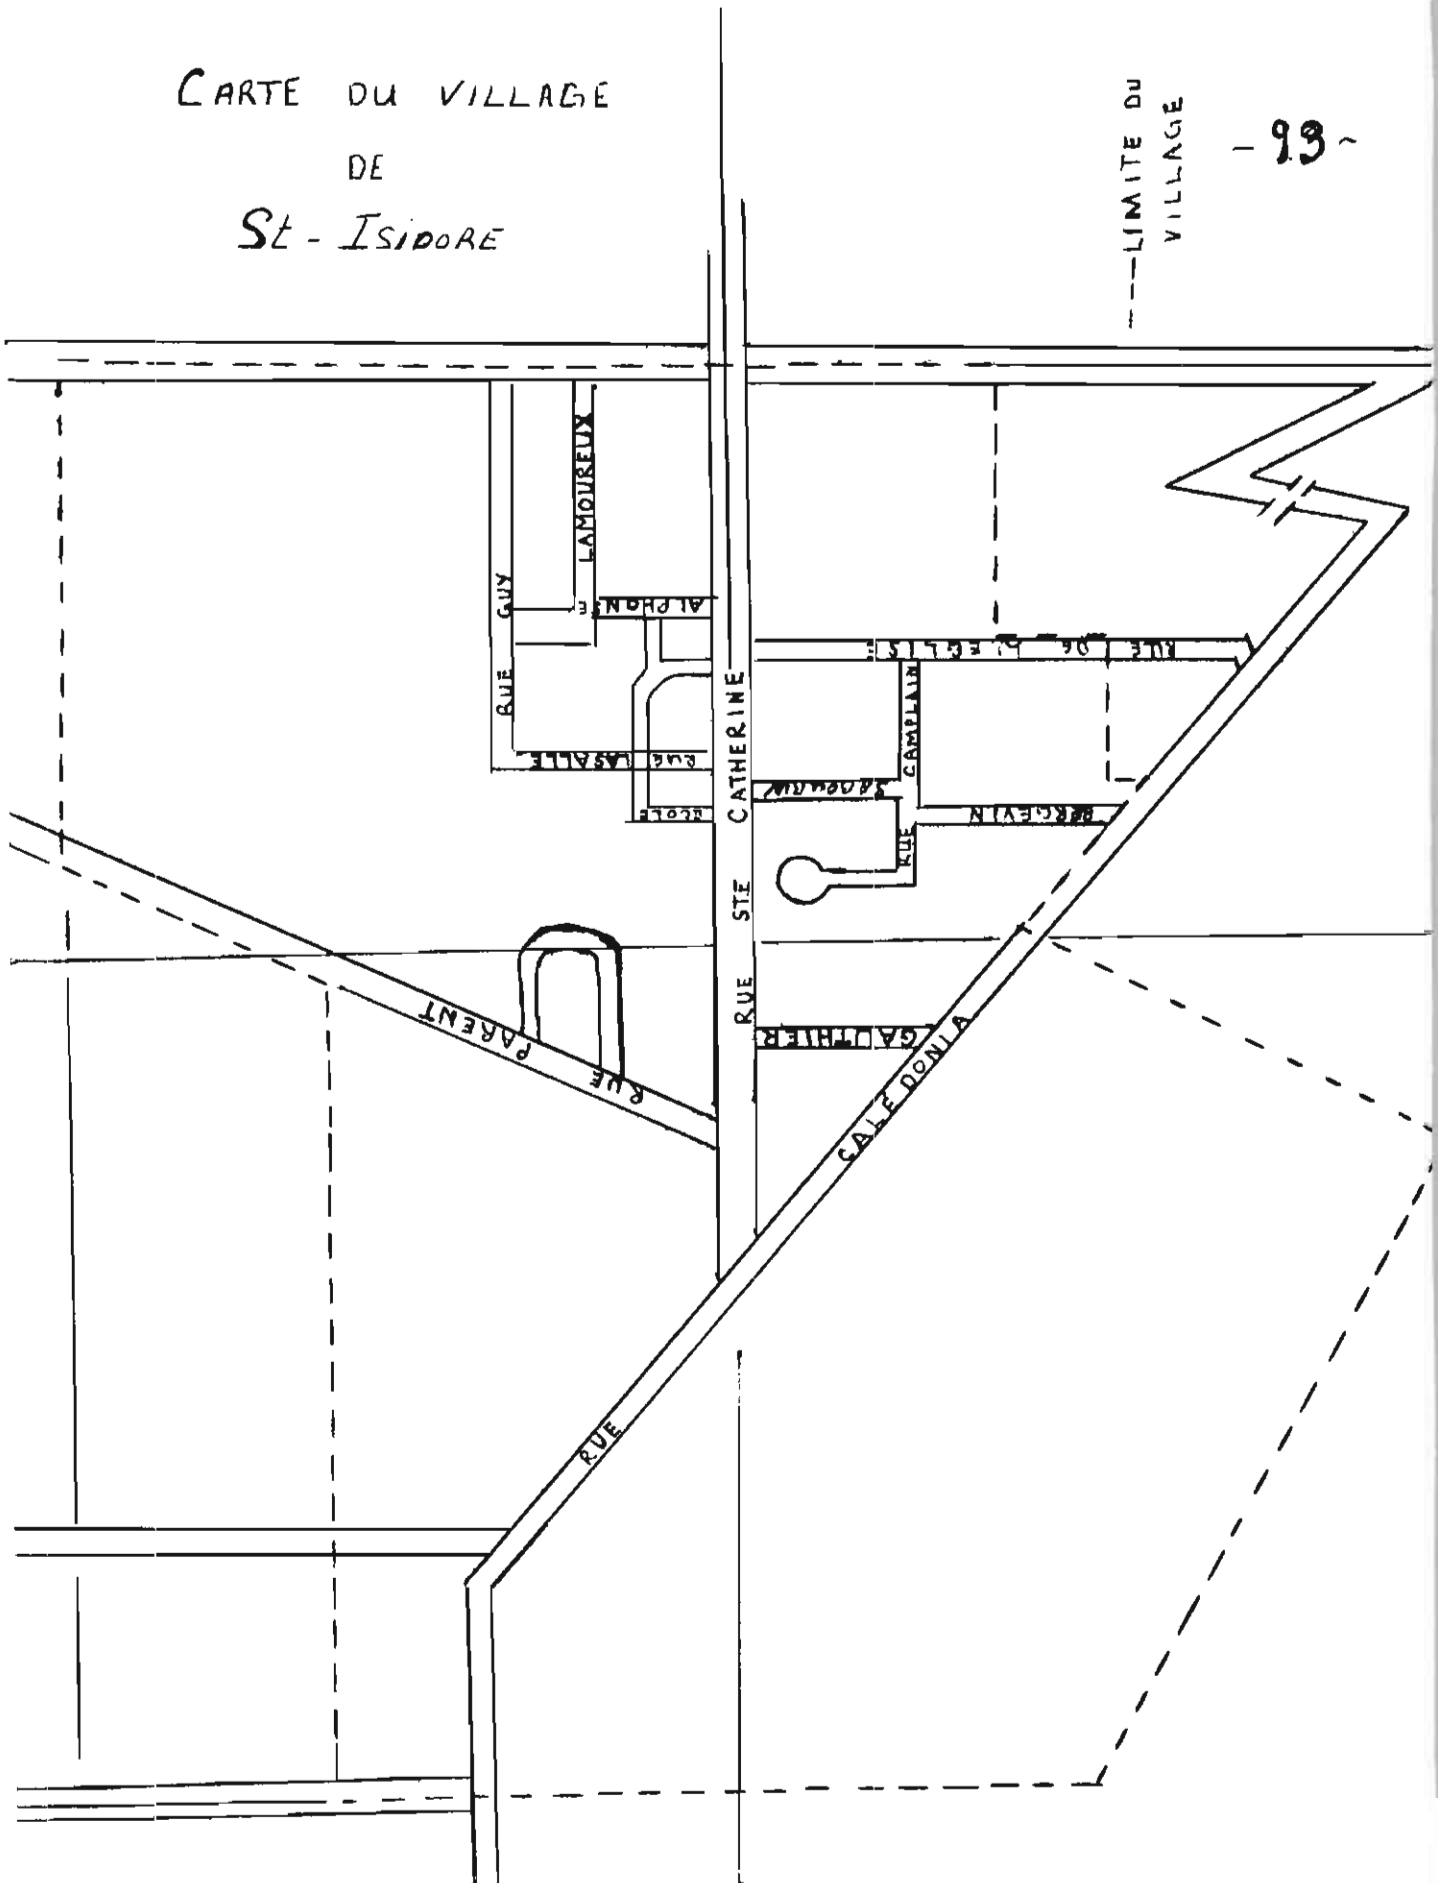 CARTE DU VILLAGE
DE
St - ISIDORE
----LIMITE DU
VILLAGE
- 93 -
LAMOUREUX
RUE GUY
ALPHONSE
RUE DE L'EGLISE
CAMPLAIN
RUE
RUE LASALLE
ECOLE
RUE STE CATHERINE
BERGEVIN
GAUTHIER
RUE PARENT
RUE CALEDONIA